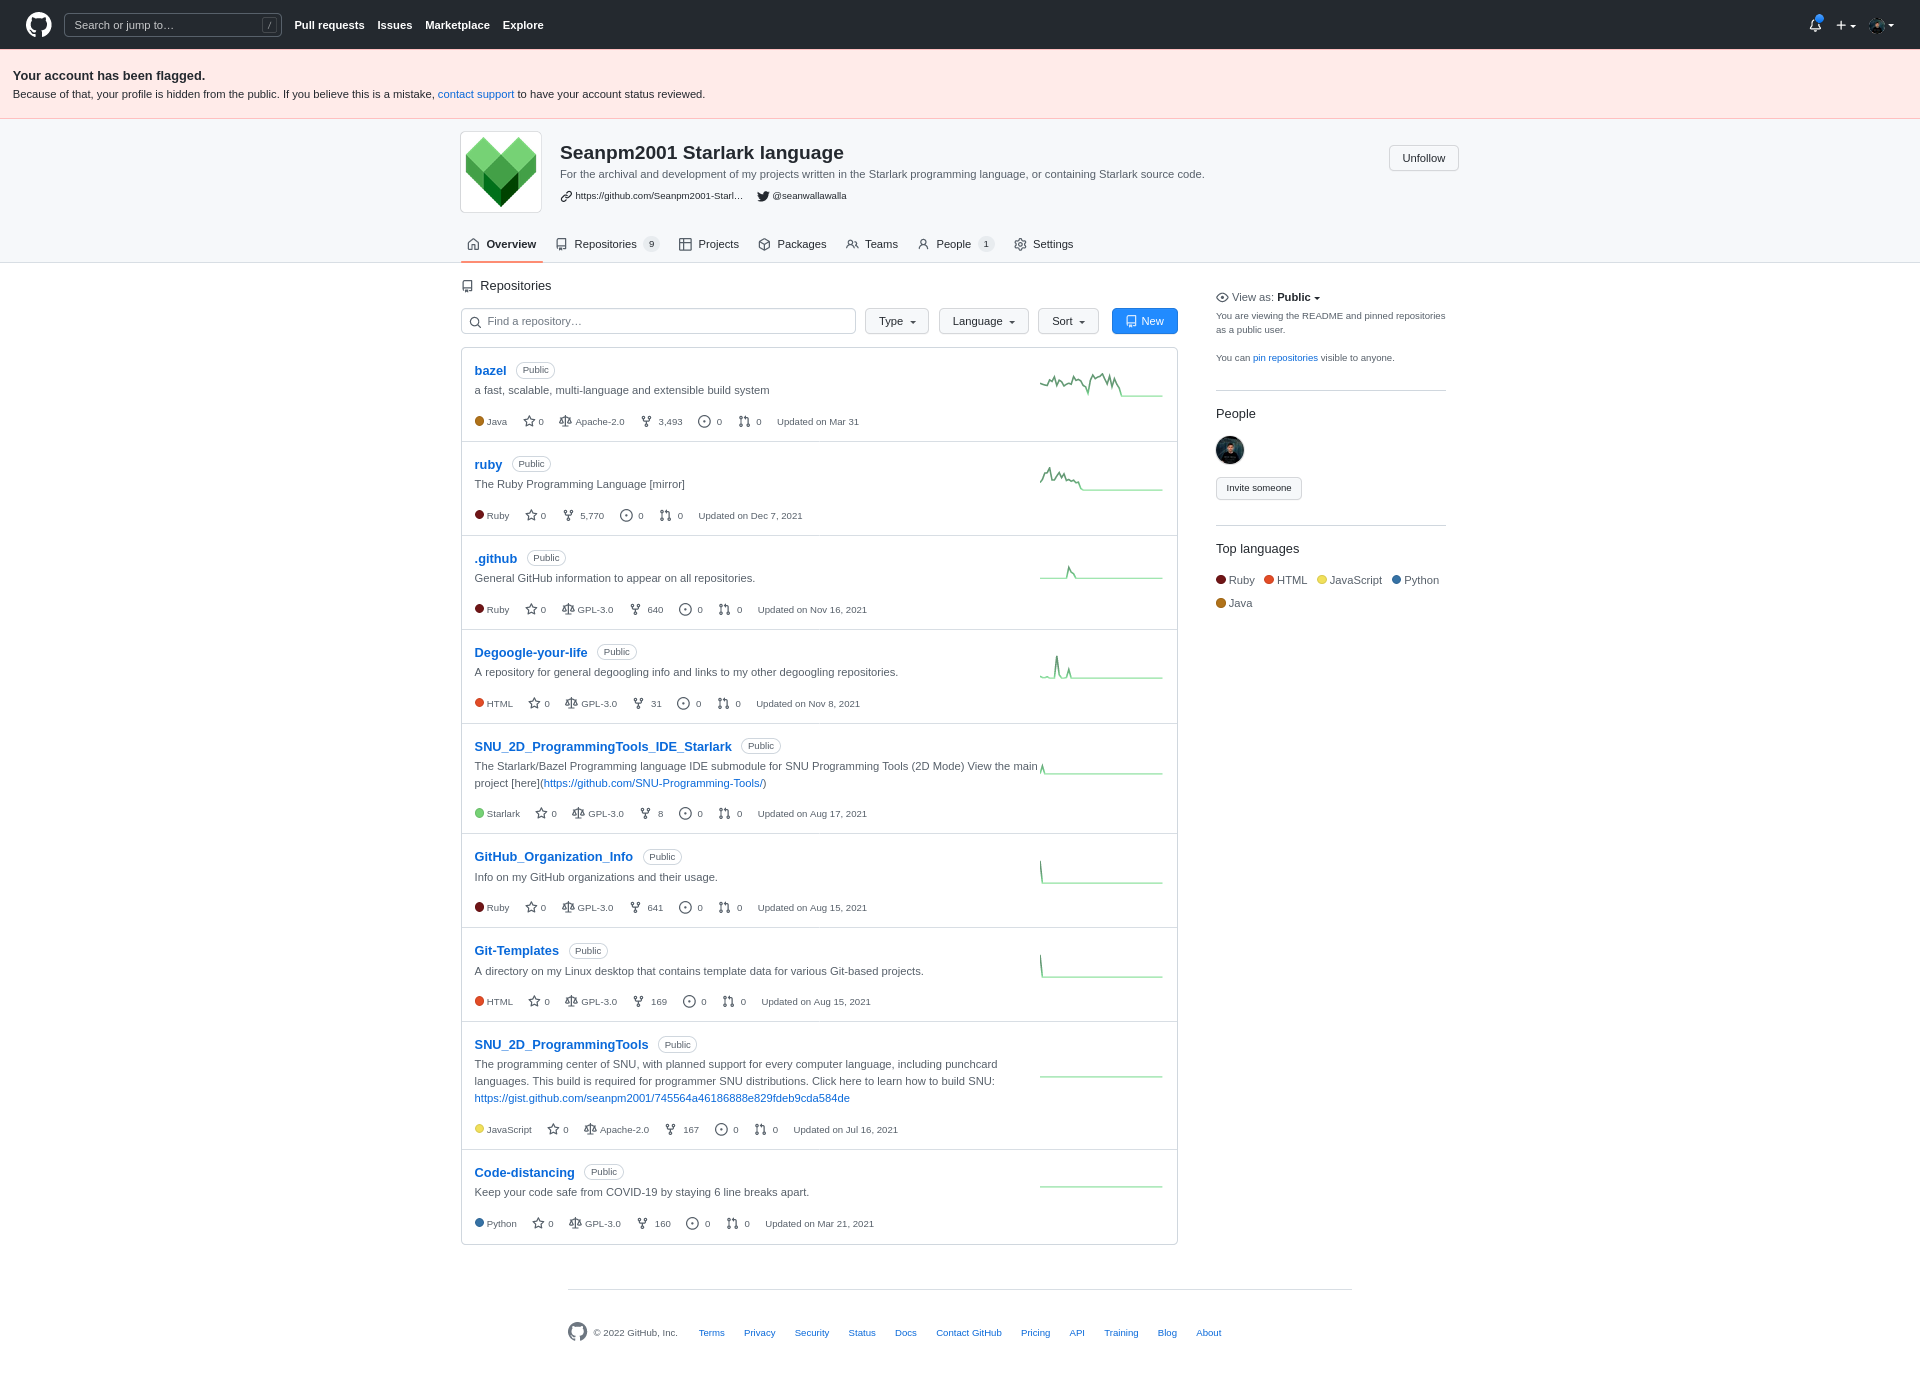 Search or jump to… /
Pull requests Issues Marketplace Explore
Your account has been flagged.
Because of that, your profile is hidden from the public. If you believe this is a mistake, contact support to have your account status reviewed.
Seanpm2001 Starlark language
Unfollow
For the archival and development of my projects written in the Starlark programming language, or containing Starlark source code.
https://github.com/Seanpm2001-Starl… @seanwallawalla
Overview Repositories 9 Projects Packages Teams People 1 Settings
Repositories
Find a repository… Type Language Sort New
bazel Public
a fast, scalable, multi-language and extensible build system
Java 0 Apache-2.0 3,493 0 0 Updated on Mar 31
ruby Public
The Ruby Programming Language [mirror]
Ruby 0 5,770 0 0 Updated on Dec 7, 2021
.github Public
General GitHub information to appear on all repositories.
Ruby 0 GPL-3.0 640 0 0 Updated on Nov 16, 2021
Degoogle-your-life Public
A repository for general degoogling info and links to my other degoogling repositories.
HTML 0 GPL-3.0 31 0 0 Updated on Nov 8, 2021
SNU_2D_ProgrammingTools_IDE_Starlark Public
The Starlark/Bazel Programming language IDE submodule for SNU Programming Tools (2D Mode) View the main
project [here](https://github.com/SNU-Programming-Tools/)
Starlark 0 GPL-3.0 8 0 0 Updated on Aug 17, 2021
GitHub_Organization_Info Public
Info on my GitHub organizations and their usage.
Ruby 0 GPL-3.0 641 0 0 Updated on Aug 15, 2021
Git-Templates Public
A directory on my Linux desktop that contains template data for various Git-based projects.
HTML 0 GPL-3.0 169 0 0 Updated on Aug 15, 2021
SNU_2D_ProgrammingTools Public
The programming center of SNU, with planned support for every computer language, including punchcard
languages. This build is required for programmer SNU distributions. Click here to learn how to build SNU:
https://gist.github.com/seanpm2001/745564a46186888e829fdeb9cda584de
JavaScript 0 Apache-2.0 167 0 0 Updated on Jul 16, 2021
Code-distancing Public
Keep your code safe from COVID-19 by staying 6 line breaks apart.
Python 0 GPL-3.0 160 0 0 Updated on Mar 21, 2021
View as: Public
You are viewing the README and pinned repositories
as a public user.
You can pin repositories visible to anyone.
People
Invite someone
Top languages
Ruby HTML JavaScript Python
Java
© 2022 GitHub, Inc. Terms Privacy Security Status Docs Contact GitHub Pricing API Training Blog About